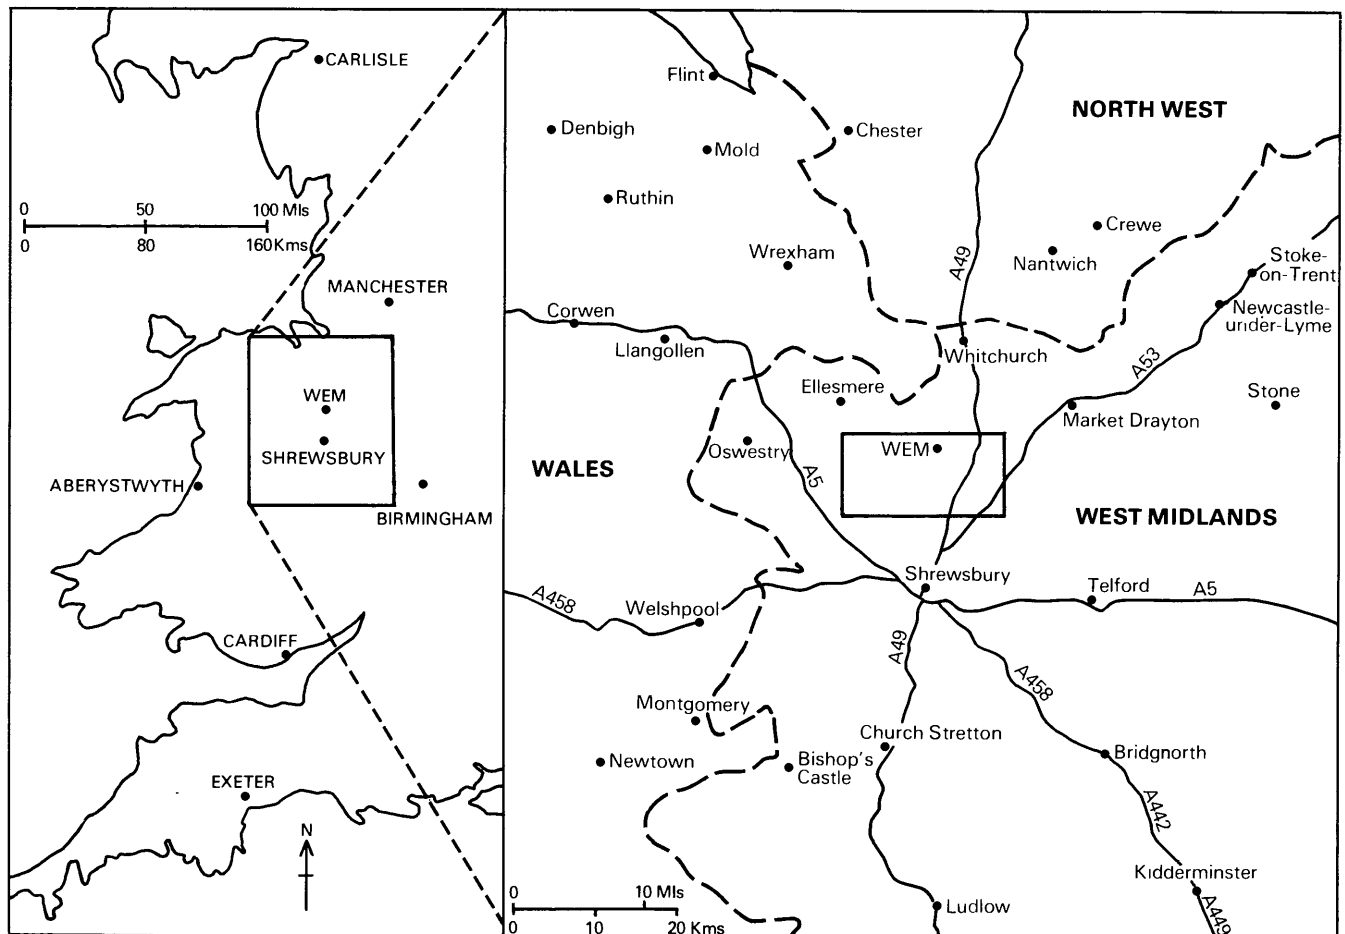 CARLISLE
0 50 100 Mls
0 80 160 Kms
MANCHESTER
WEM
SHREWSBURY
ABERYSTWYTH
BIRMINGHAM
CARDIFF
EXETER
N
Flint
NORTH WEST
Denbigh
Chester
Mold
Ruthin
Crewe
Wrexham
A49
Nantwich
Stoke-
on-Trent
Corwen
Newcastle-
under-Lyme
Llangollen
Whitchurch
A53
Ellesmere
Stone
Market Drayton
Oswestry
WEM
WALES
A5
WEST MIDLANDS
Shrewsbury
Telford
A5
A458
Welshpool
A49
A458
Montgomery
Church Stretton
Newtown
Bishop's
Castle
Bridgnorth
A442
Kidderminster
0 10 Mls
Ludlow
A449
0 10 20 Kms